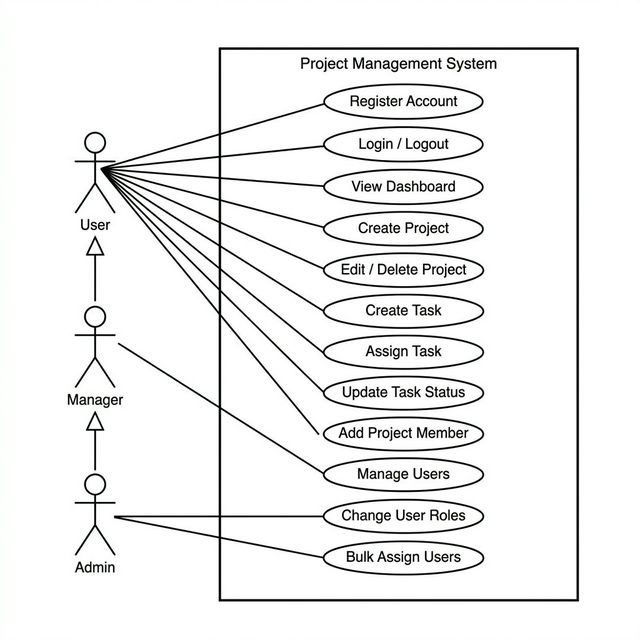 Project Management System
Register Account
Login / Logout
View Dashboard
Create Project
Edit / Delete Project
Create Task
Assign Task
Update Task Status
Add Project Member
Manage Users
Change User Roles
Bulk Assign Users
User
Manager
Admin